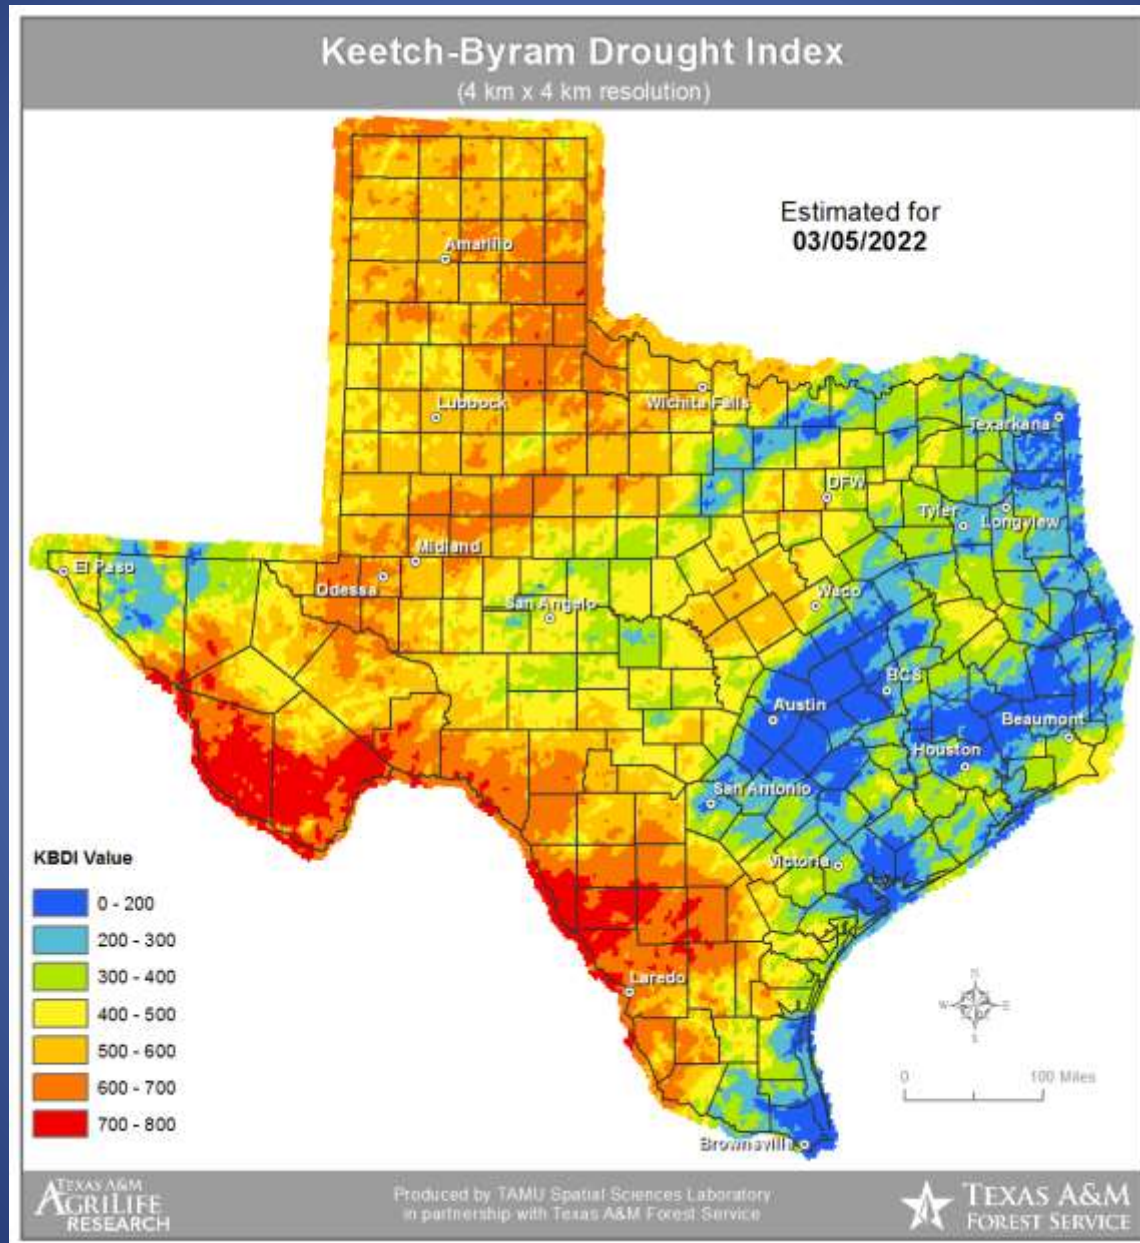 Keetch-Byram Drought Index
(4 km x 4 km resolution)
Estimated for
03/05/2022
Amarillo
Lubbock
Wichita Falls
Texarkana
DFW
Tyler
Longview
El Paso
Midland
Odessa
San Angelo
Waco
BCS
Austin
Beaumont
Houston
San Antonio
Victoria
Laredo
Brownsville
KBDI Value
0 - 200
200 - 300
300 - 400
400 - 500
500 - 600
600 - 700
700 - 800
N
W
E
S
0 100 Miles
TEXAS A&M
AGRILIFE
RESEARCH
Produced by TAMU Spatial Sciences Laboratory
in partnership with Texas A&M Forest Service
TEXAS A&M
FOREST SERVICE